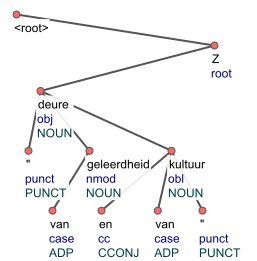 <root>
Z
root
deure
obj
NOUN
"
punct
PUNCT
geleerdheid
nmod
NOUN
kultuur
obl
NOUN
van
case
ADP
en
cc
CCONJ
van
case
ADP
"
punct
PUNCT